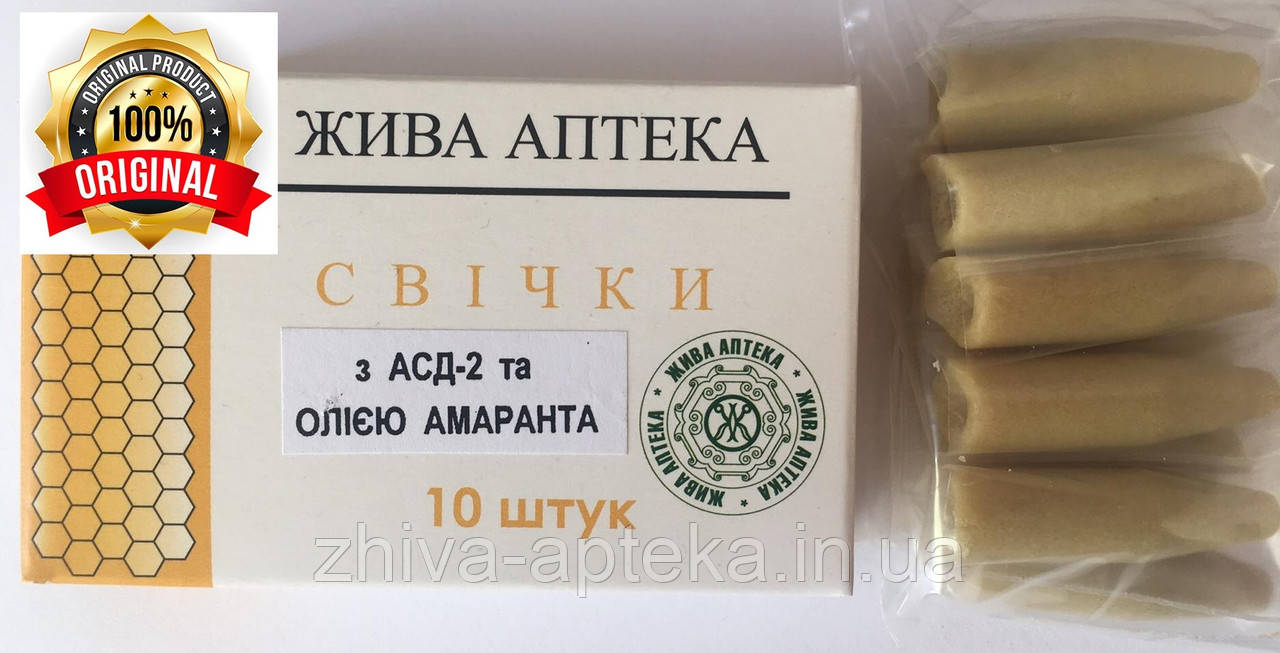 ORIGINAL PRODUCT
100%
ORIGINAL
ЖИВА АПТЕКА
СВІЧКИ
з АСД-2 та
ОЛІЄЮ АМАРАНТА
* ЖИВА АПТЕКА * ЖИВА АПТЕКА * ЖИВА АПТЕКА
Ж
10 штук
zhiva-apteka.in.ua